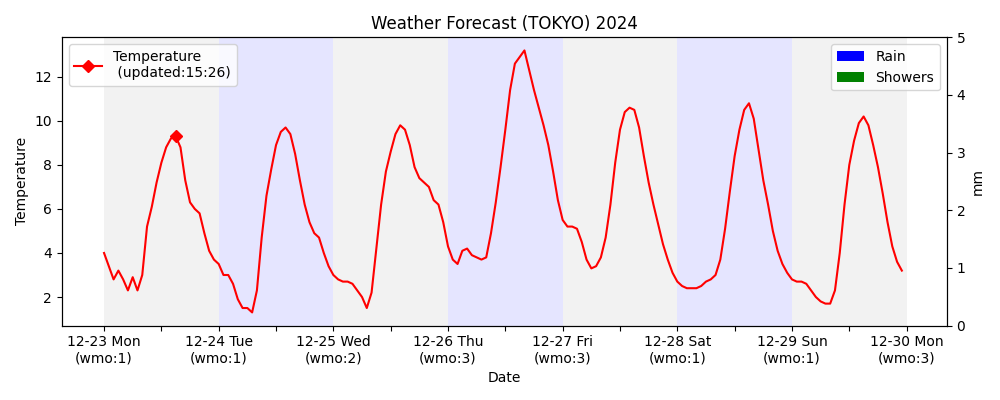 Weather Forecast (TOKYO) 2024
Temperature
(updated:15:26)
Rain
Showers
Temperature
12
10
8
6
4
2
5
4
3
2
1
0
mm
12-23 Mon
(wmo:1)
12-24 Tue
(wmo:1)
12-25 Wed
(wmo:2)
12-26 Thu
(wmo:3)
12-27 Fri
(wmo:3)
12-28 Sat
(wmo:1)
12-29 Sun
(wmo:1)
12-30 Mon
(wmo:3)
Date